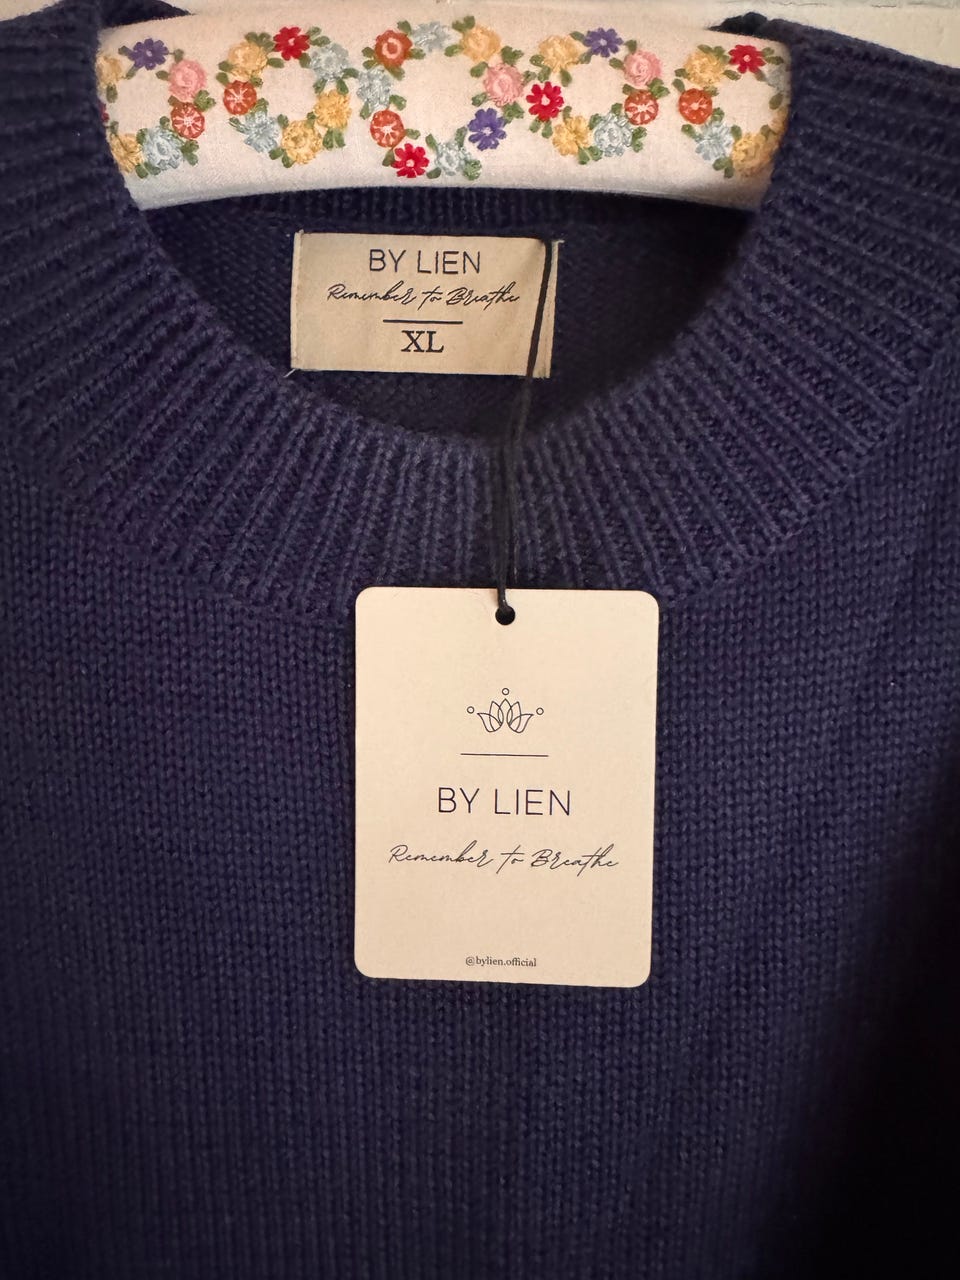 BY LIEN
Remember to Breathe
XL
BY LIEN
Remember to Breathe
@bylien.official